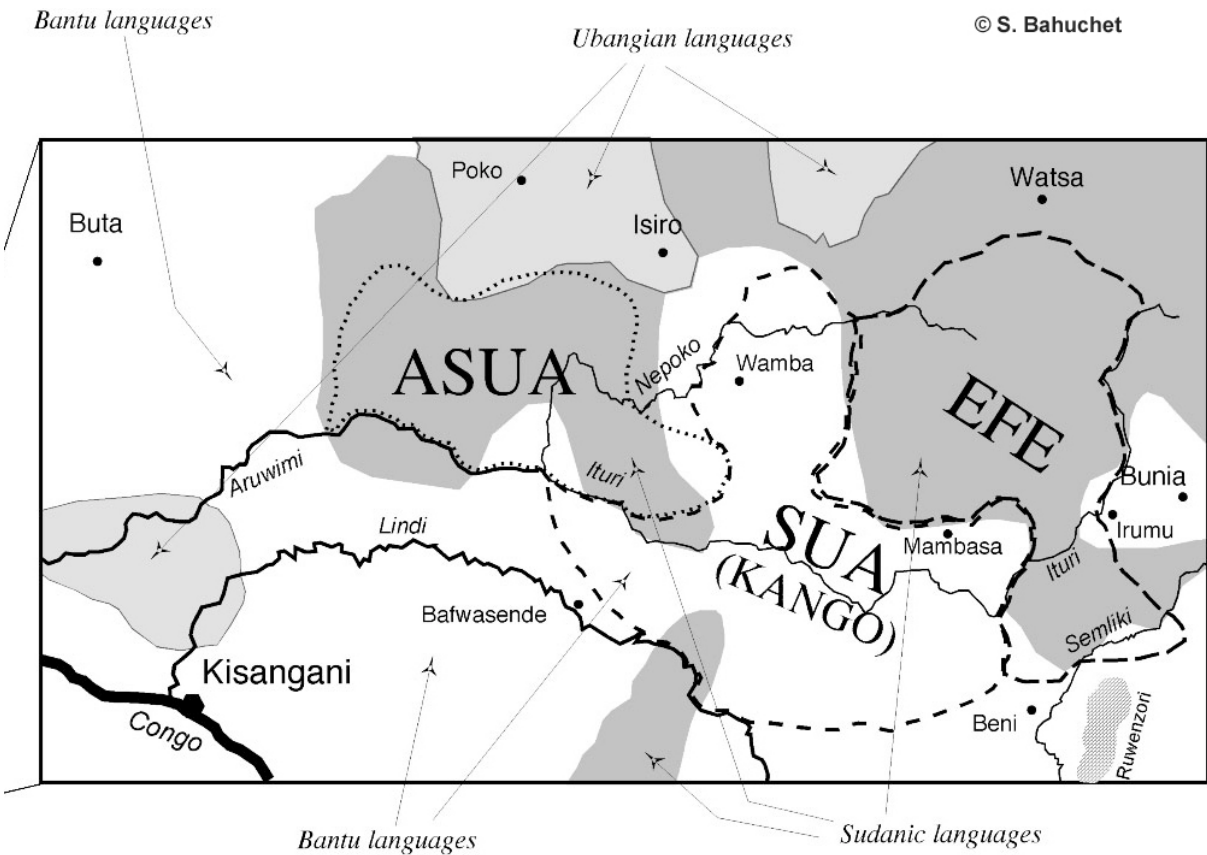 Bantu languages
Ubangian languages
© S. Bahuchet
Poko
Watsa
Buta
Isiro
Nepoko
Wamba
ASUA
EFE
Aruwimi
Ituri
Bunia
Lindi
SUA
(KANGO)
Mambasa
Irumu
Ituri
Bafwasende
Semliki
Kisangani
Congo
Beni
Ruwenzori
Bantu languages
Sudanic languages